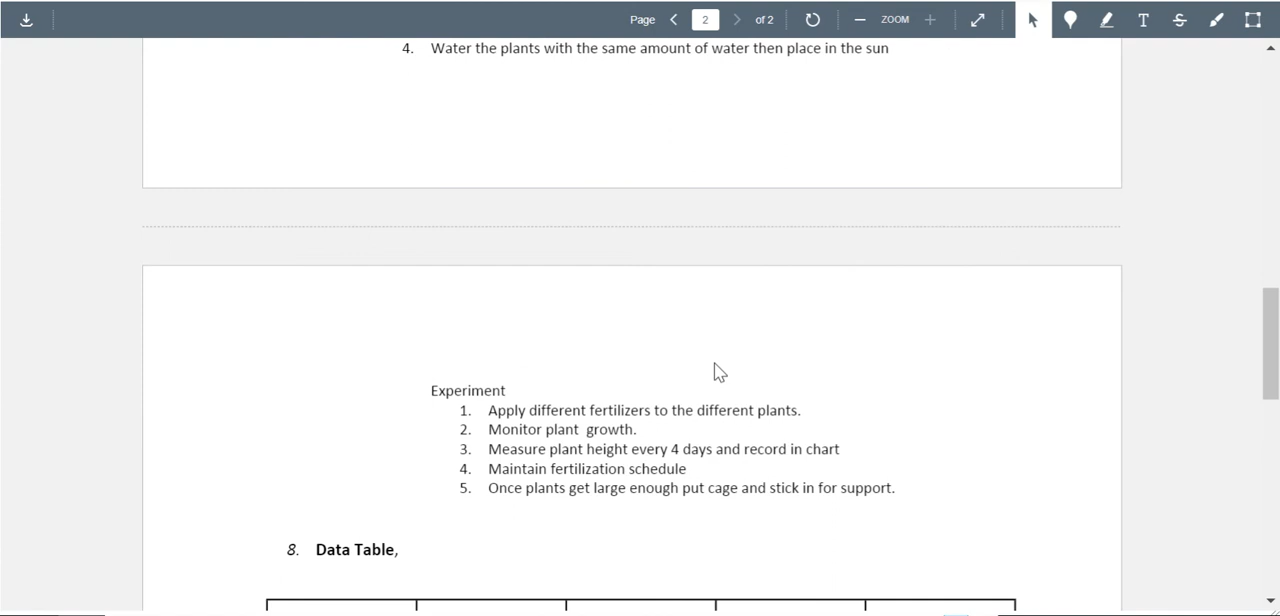 Page 2 of 2 ZOOM T S
4. Water the plants with the same amount of water then place in the sun
Experiment
1. Apply different fertilizers to the different plants.
2. Monitor plant growth.
3. Measure plant height every 4 days and record in chart
4. Maintain fertilization schedule
5. Once plants get large enough put cage and stick in for support.
8. Data Table,